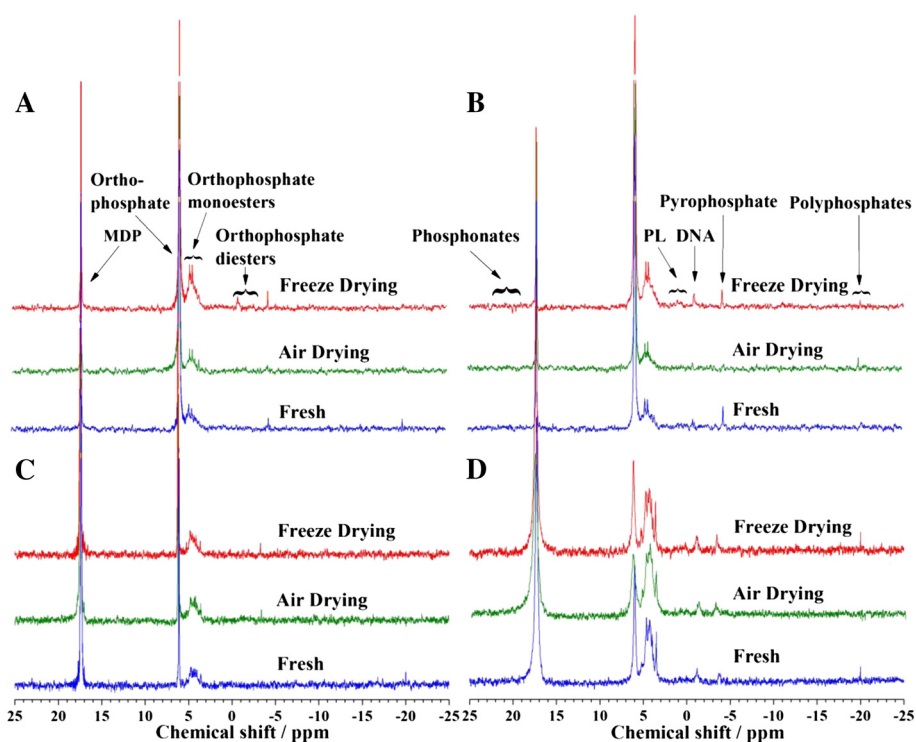 A
B
Ortho-
phosphate
Orthophosphate
monoesters
MDP
Orthophosphate
diesters
Freeze Drying
Air Drying
Fresh
Phosphonates
Pyrophosphate
Polyphosphates
PL
DNA
Freeze Drying
Air Drying
Fresh
C
D
Freeze Drying
Air Drying
Fresh
25 20 15 10 5 0 -5 -10 -15 -20 -25
Chemical shift / ppm
Freeze Drying
Air Drying
Fresh
20 15 10 5 0 -5 -10 -15 -20 -25
Chemical shift / ppm